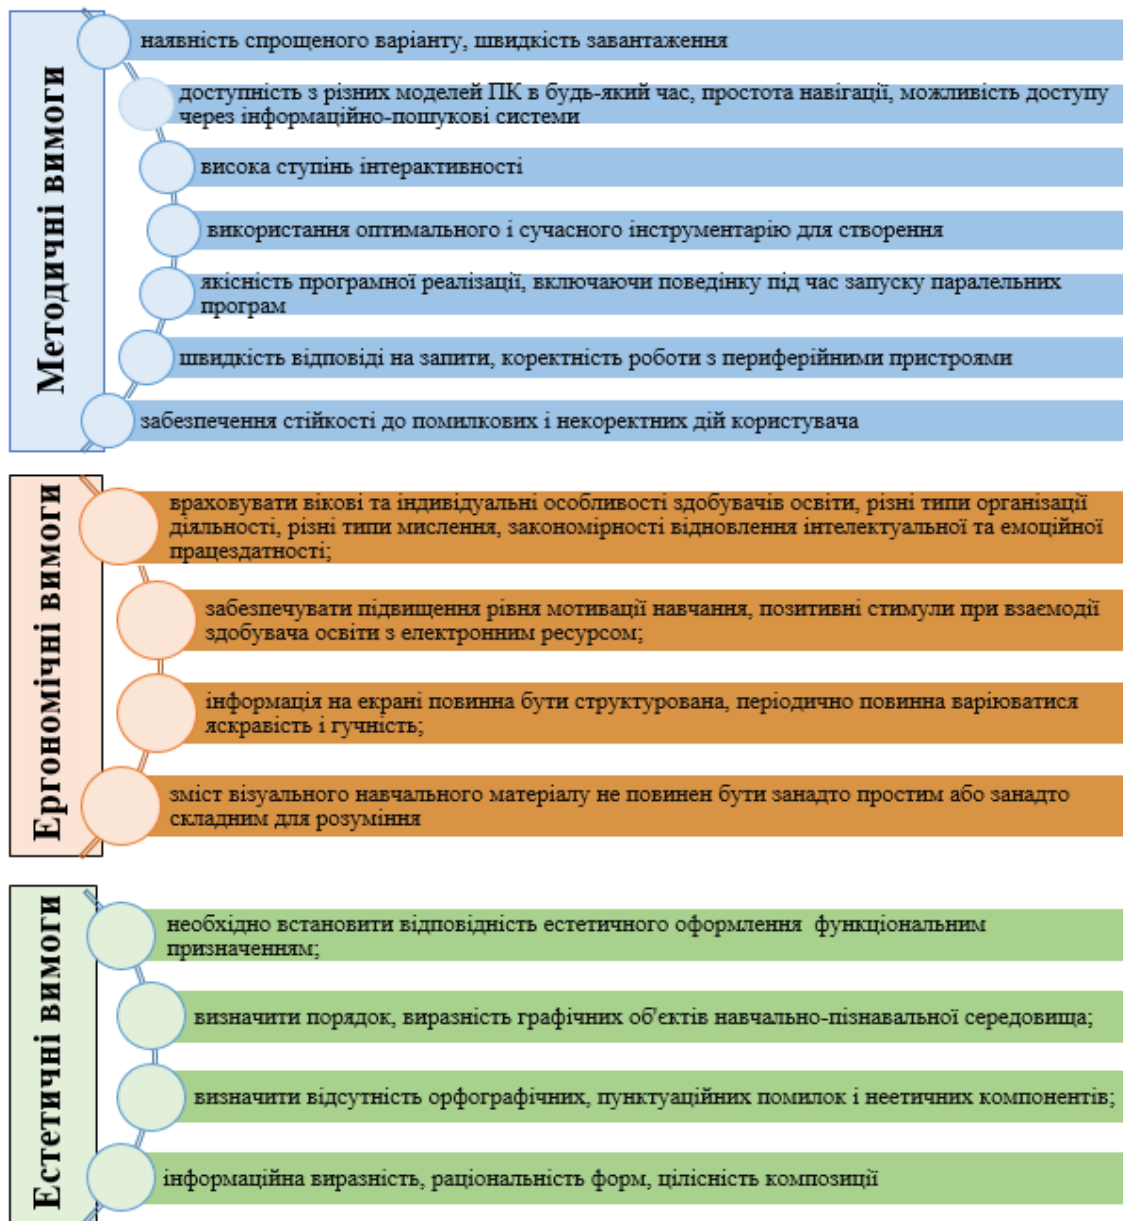 Методичні вимоги
наявність спрощеного варіанту, швидкість завантаження
доступність з різних моделей ПК в будь-який час, простота навігації, можливість доступу
через інформаційно-пошукові системи
висока ступінь інтерактивності
використання оптимального і сучасного інструментарію для створення
якісність програмної реалізації, включаючи поведінку під час запуску паралельних
програм
швидкість відповіді на запити, коректність роботи з периферійними пристроями
забезпечення стійкості до помилкових і некоректних дій користувача
Ергономічні вимоги
враховувати вікові та індивідуальні особливості здобувачів освіти, різні типи організації
діяльності, різні типи мислення, закономірності відновлення інтелектуальної та емоційної
працездатності;
забезпечувати підвищення рівня мотивації навчання, позитивні стимули при взаємодії
здобувача освіти з електронним ресурсом;
інформація на екрані повинна бути структурована, періодично повинна варіюватися
яскравість і гучність;
зміст візуального навчального матеріалу не повинен бути занадто простим або занадто
складним для розуміння
Естетичні вимоги
необхідно встановити відповідність естетичного оформлення функціональним
призначенням;
визначити порядок, виразність графічних об'єктів навчально-пізнавальної середовища;
визначити відсутність орфографічних, пунктуаційних помилок і неетичних компонентів;
інформаційна виразність, раціональність форм, цілісність композиції